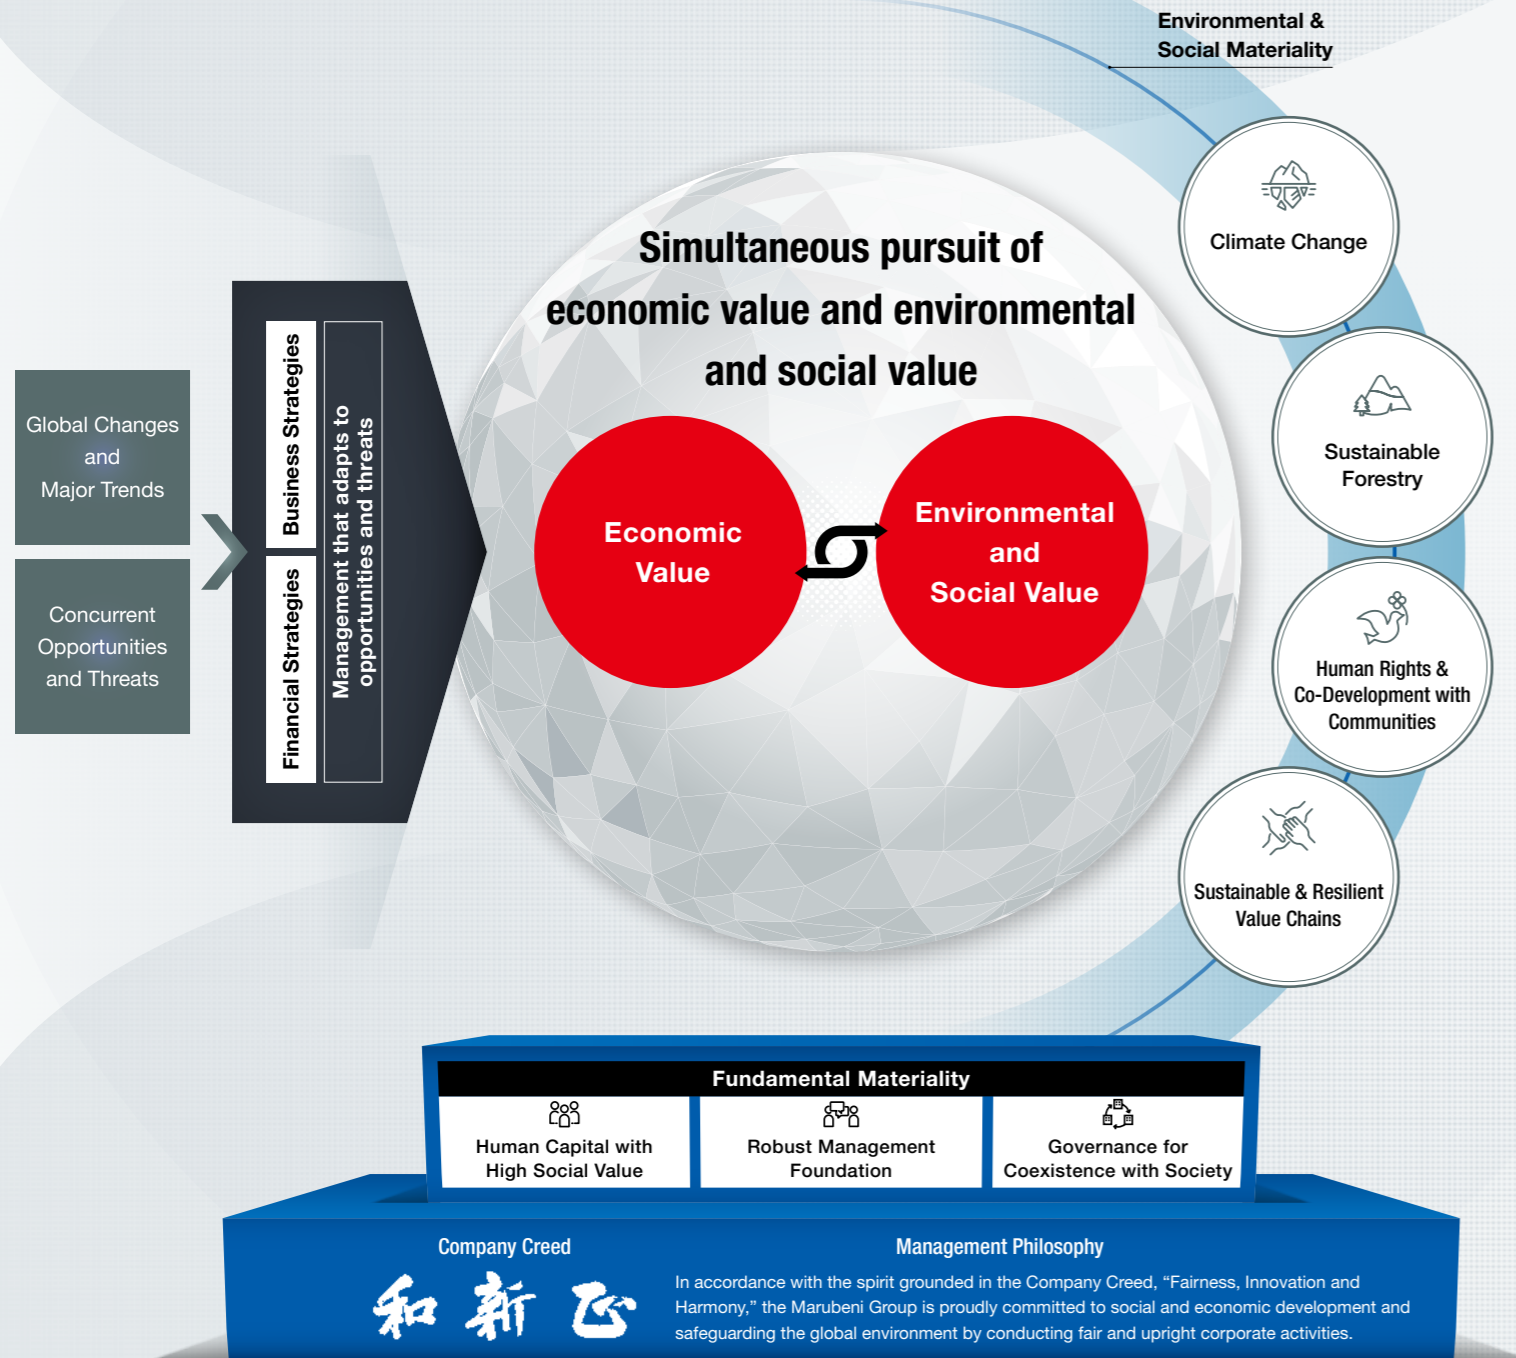 Environmental &
Social Materiality
Climate Change
Sustainable
Forestry
Human Rights &
Co-Development with
Communities
Sustainable & Resilient
Value Chains
Simultaneous pursuit of
economic value and environmental
and social value
Economic
Value
Environmental
and
Social Value
Global Changes
and
Major Trends
Concurrent
Opportunities
and Threats
Business Strategies
Financial Strategies
Management that adapts to
opportunities and threats
Fundamental Materiality
Human Capital with
High Social Value
Robust Management
Foundation
Governance for
Coexistence with Society
Company Creed
和 新 正
Management Philosophy
In accordance with the spirit grounded in the Company Creed, “Fairness, Innovation and
Harmony,” the Marubeni Group is proudly committed to social and economic development and
safeguarding the global environment by conducting fair and upright corporate activities.